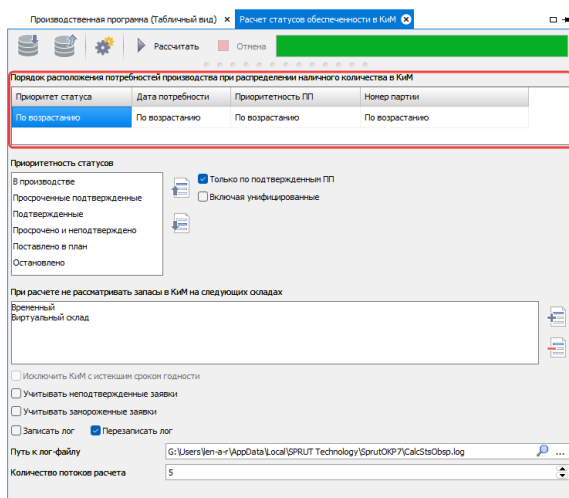 Производственная программа (Табличный вид) × Расчет статусов обеспеченности в КиМ
Рассчитать Отмена
Порядок расположения потребностей производства при распределении наличного количества в КиМ
Приоритет статуса Дата потребности Приоритетность ПП Номер партии
По возрастанию По возрастанию По возрастанию По возрастанию
Приоритетность статусов
В производстве
Просроченные подтвержденные
Подтвержденные
Просрочено и неподтверждено
Поставлено в план
Остановлено
Только по подтвержденным ПП
Включая унифицированные
При расчете не рассматривать запасы в КиМ на следующих складах
Временный
Виртуальный склад
Исключить КиМ с истекшим сроком годности
Учитывать неподтвержденные заявки
Учитывать замороженные заявки
Записать лог Перезаписать лог
Путь к лог-файлу G:\Users\len-a-r\AppData\Local\SPRUT Technology\SprutOKP7\CalcStsObsp.log ...
Количество потоков расчета 5